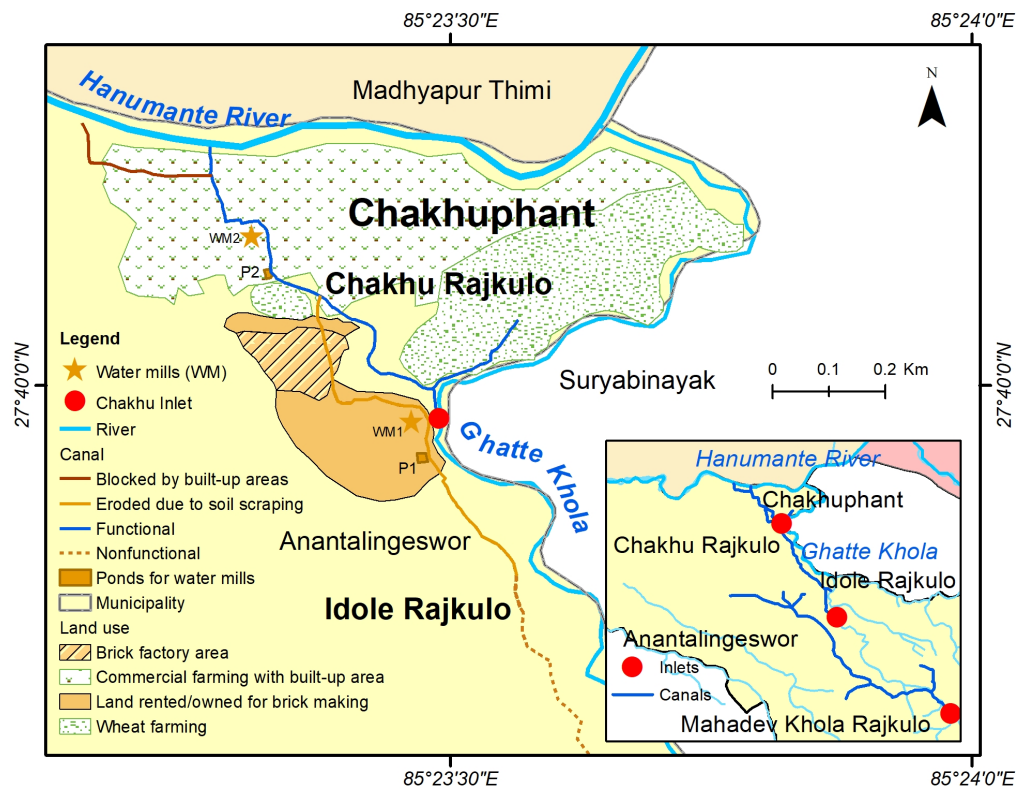 85°23'30"E
85°24'0"E
Hanumante River
Madhyapur Thimi
N
Chakhuphant
WM2
P2
Chakhu Rajkulo
27°40'0"N
27°40'0"N
Suryabinayak
0 0.1 0.2 Km
Legend
Water mills (WM)
Chakhu Inlet
River
Canal
Blocked by built-up areas
Eroded due to soil scraping
Functional
Nonfunctional
Ponds for water mills
Municipality
Land use
Brick factory area
Commercial farming with built-up area
Land rented/owned for brick making
Wheat farming
WM1
P1
Ghatte Khola
Anantalingeswor
Idole Rajkulo
Hanumante River
Chakhuphant
Chakhu Rajkulo
Ghatte Khola
Idole Rajkulo
Anantalingeswor
Inlets
Canals
Mahadev Khola Rajkulo
85°23'30"E
85°24'0"E